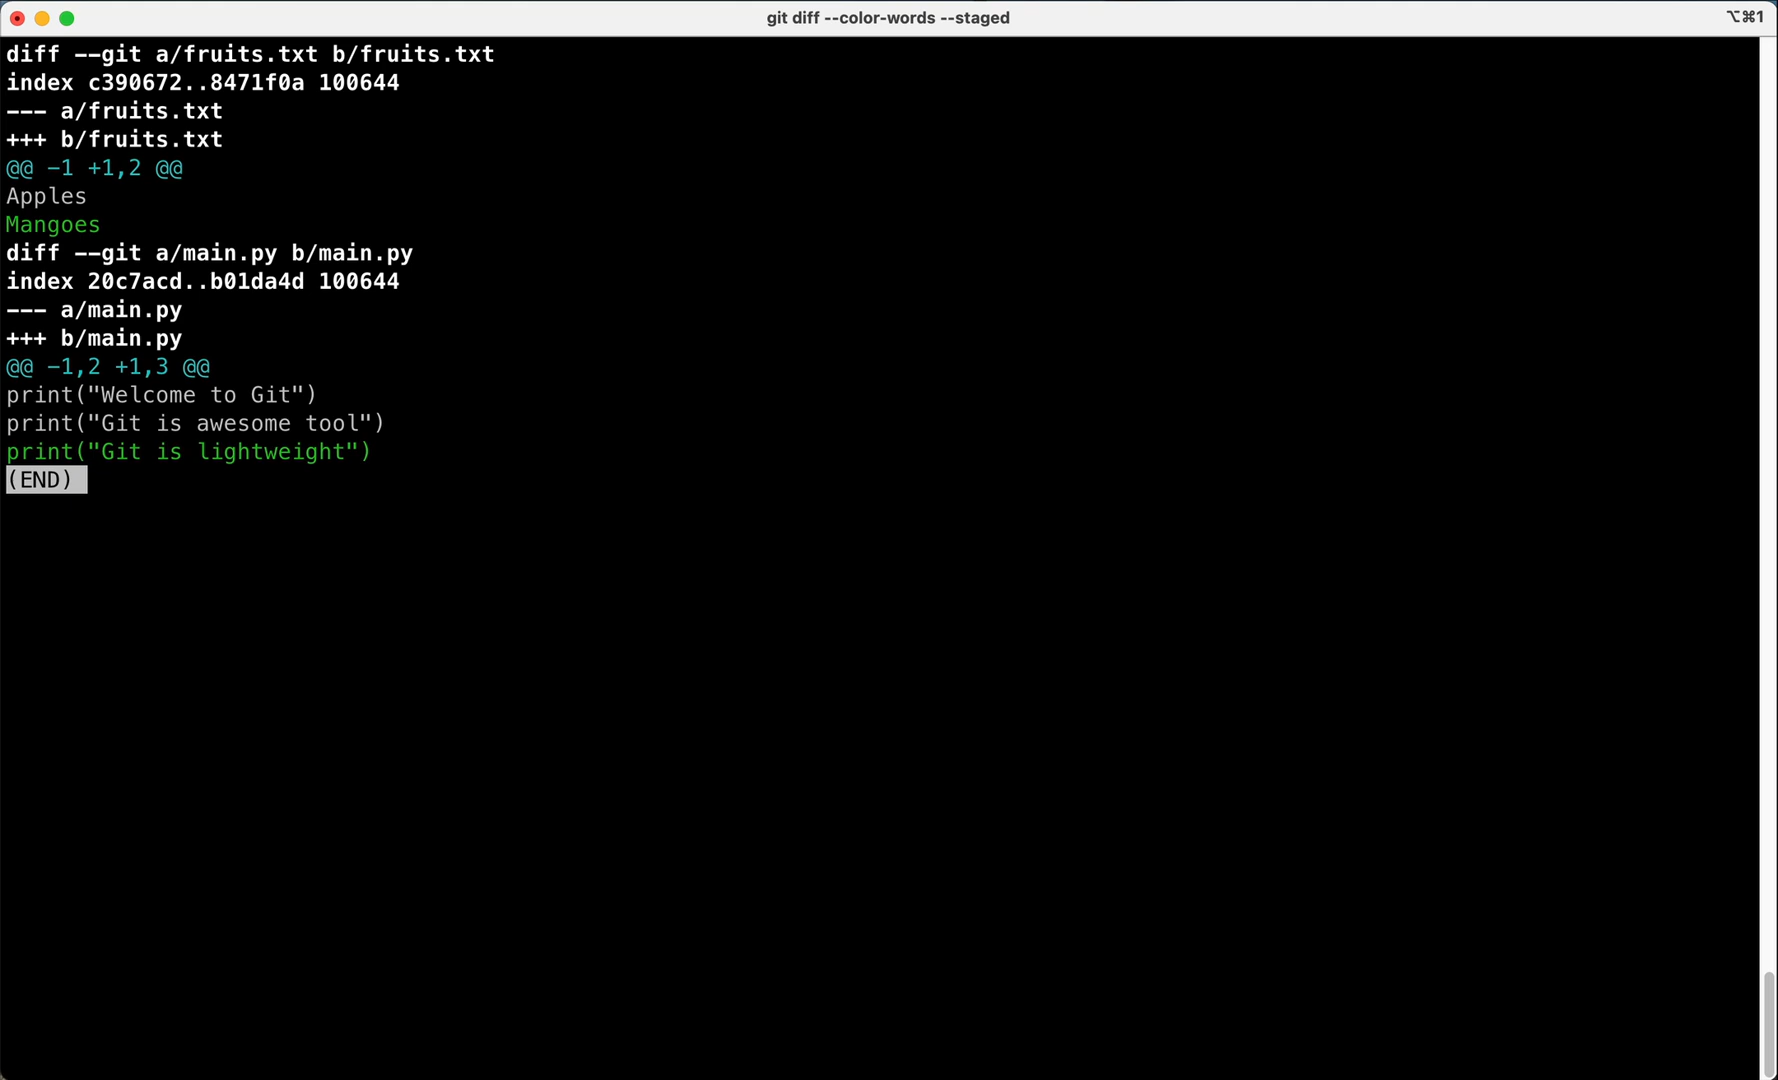 git diff --color-words --staged
⌥⌘1
diff --git a/fruits.txt b/fruits.txt
index c390672..8471f0a 100644
--- a/fruits.txt
+++ b/fruits.txt
@@ -1 +1,2 @@
Apples
Mangoes
diff --git a/main.py b/main.py
index 20c7acd..b01da4d 100644
--- a/main.py
+++ b/main.py
@@ -1,2 +1,3 @@
print("Welcome to Git")
print("Git is awesome tool")
print("Git is lightweight")
(END)